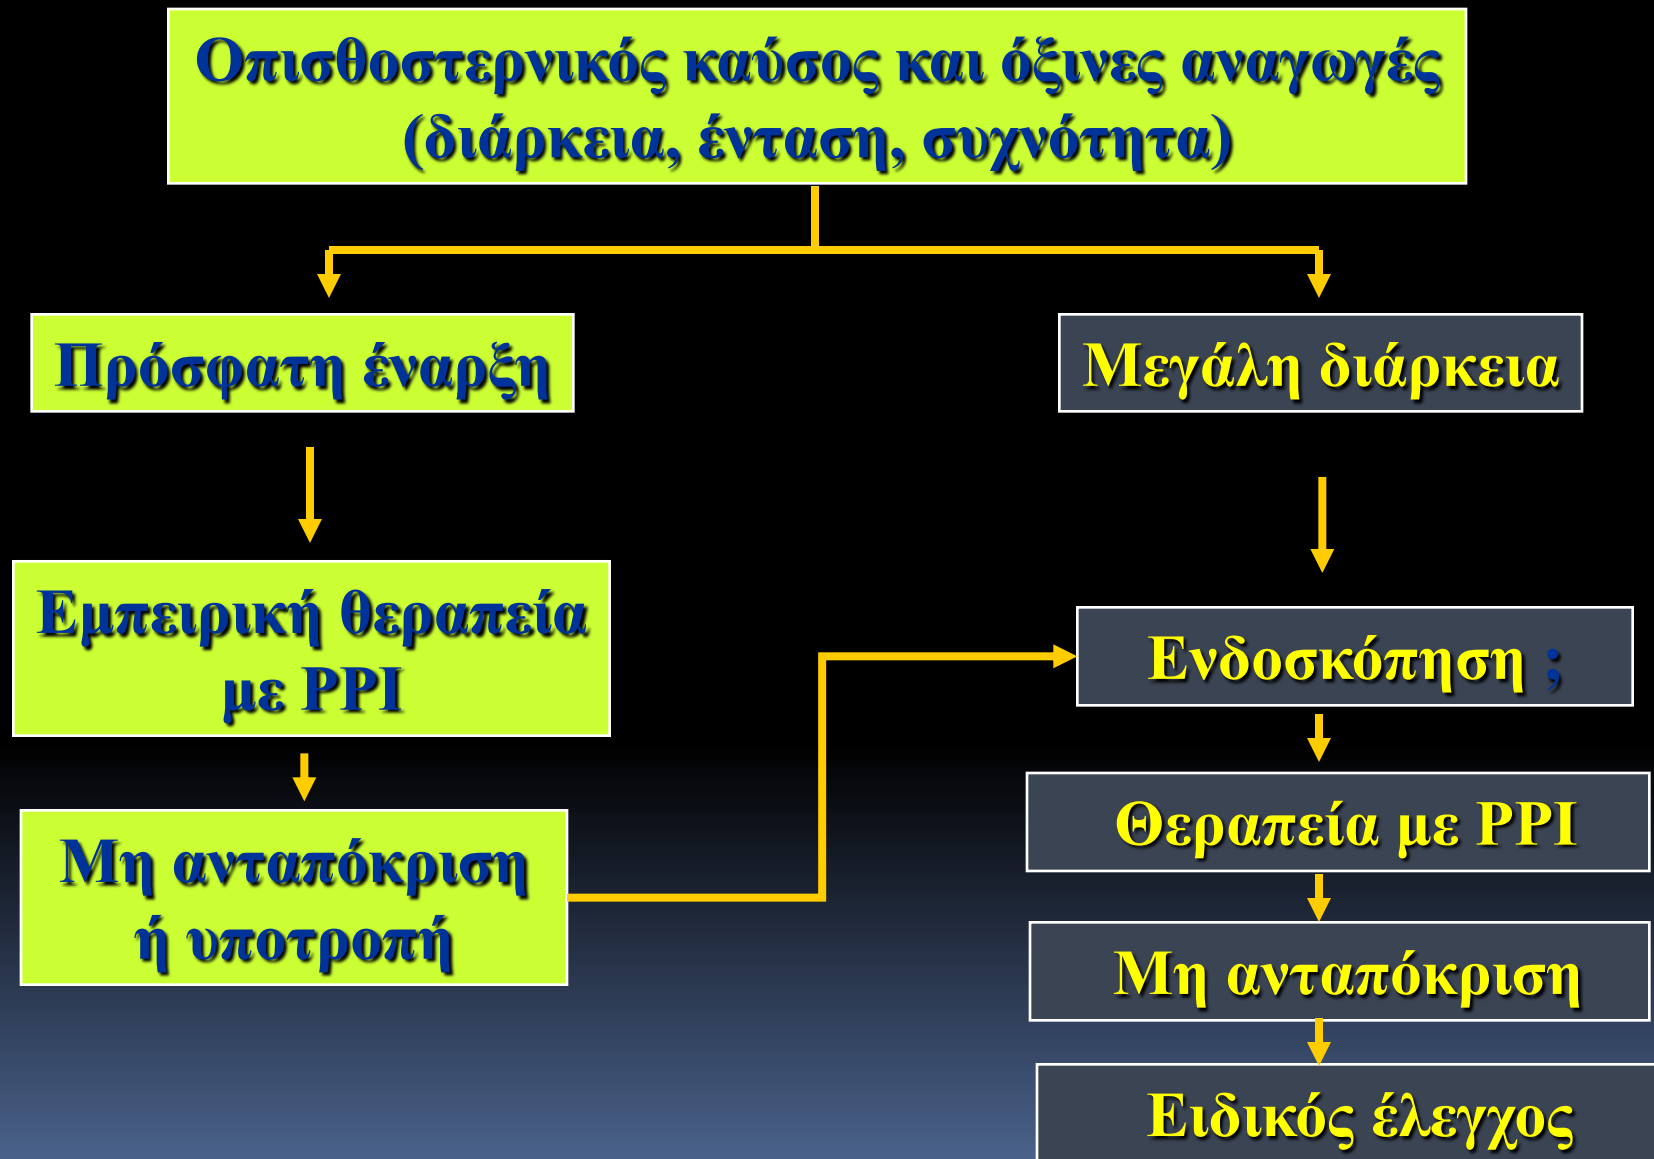 Οπισθοστερνικός καύσος και όξινες αναγωγές
(διάρκεια, ένταση, συχνότητα)
Πρόσφατη έναρξη
Μεγάλη διάρκεια
Εμπειρική θεραπεία
με PPI
Μη ανταπόκριση
ή υποτροπή
Ενδοσκόπηση ;
Θεραπεία με PPI
Μη ανταπόκριση
Ειδικός έλεγχος